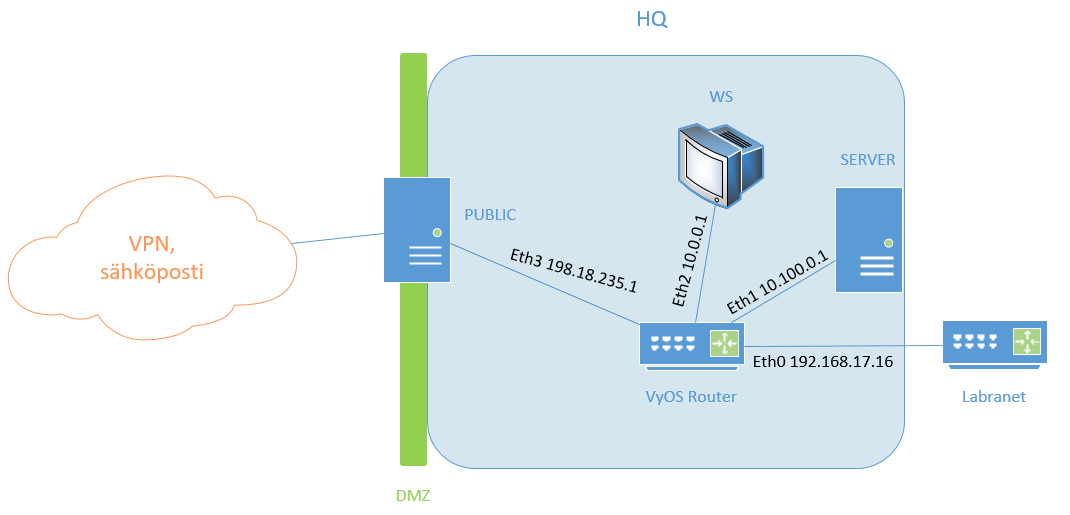 HQ
WS
SERVER
PUBLIC
VPN,
sähköposti
Eth3 198.18.235.1
Eth2 10.0.0.1
Eth1 10.100.0.1
Eth0 192.168.17.16
VyOS Router
Labranet
DMZ